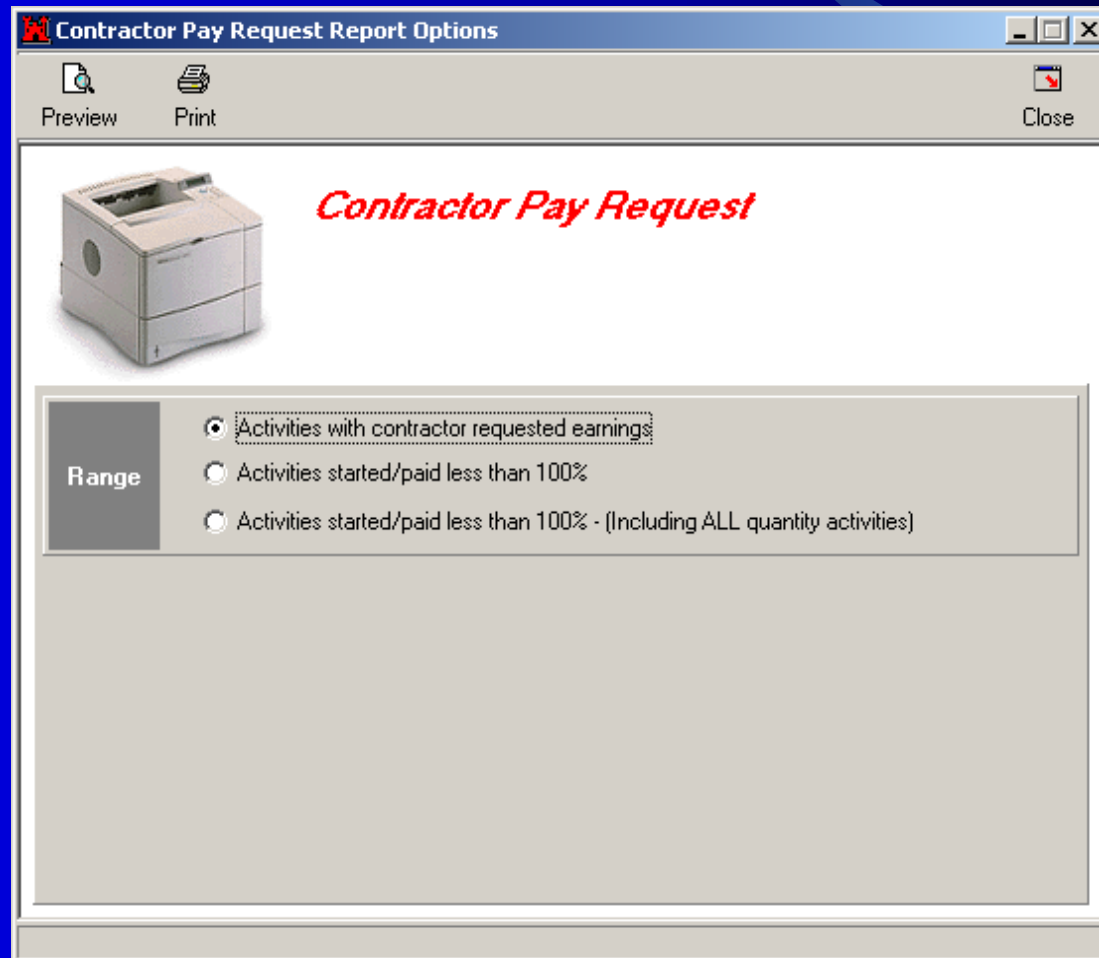 Contractor Pay Request Report Options
Preview Print Close
Contractor Pay Request
Range
Activities with contractor requested earnings
Activities started/paid less than 100%
Activities started/paid less than 100% - (Including ALL quantity activities)